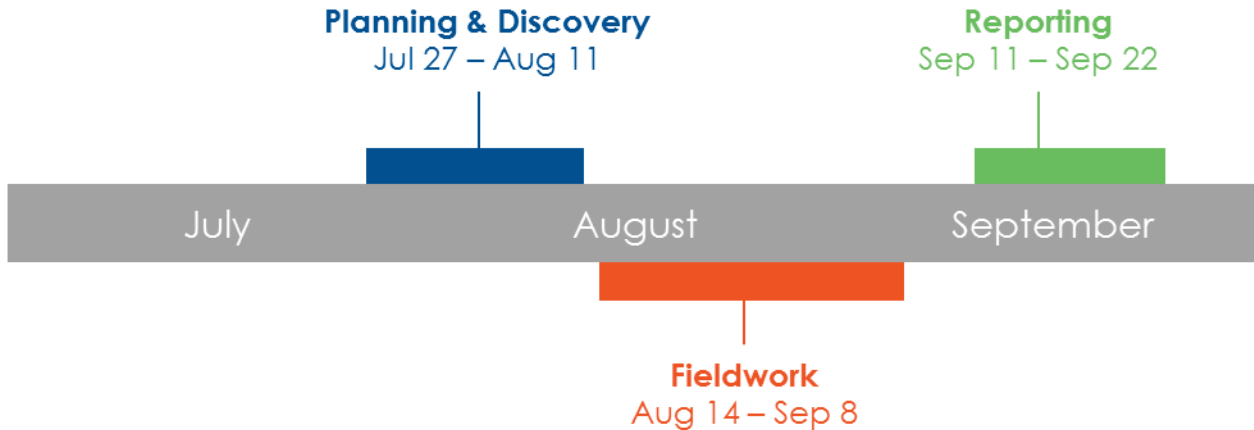 Planning & Discovery
Jul 27 – Aug 11
Reporting
Sep 11 – Sep 22
July
August
September
Fieldwork
Aug 14 – Sep 8